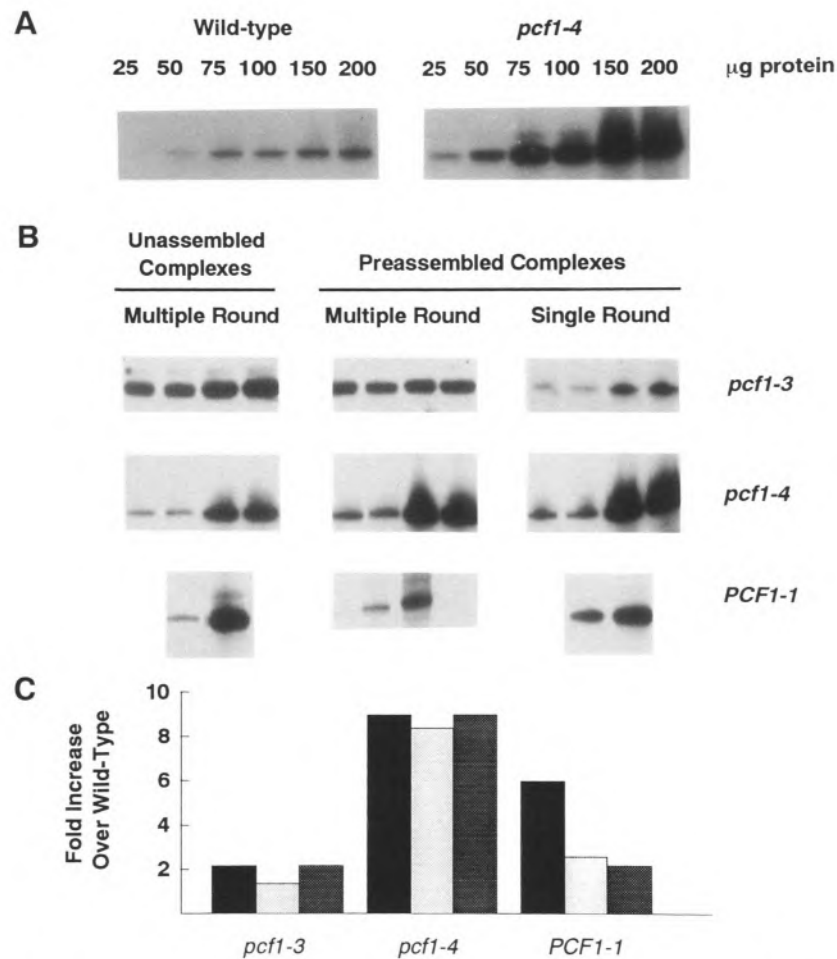 A
Wild-type pcf1-4
25 50 75 100 150 200 25 50 75 100 150 200 μg protein
B
Unassembled
Complexes
Preassembled Complexes
Multiple Round Multiple Round Single Round
pcf1-3
pcf1-4
PCF1-1
C
Fold Increase
Over Wild-Type
10
8
6
4
2
pcf1-3 pcf1-4 PCF1-1